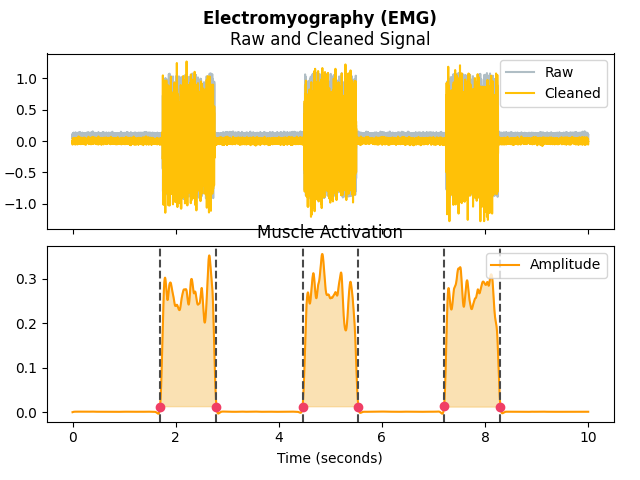 Electromyography (EMG)
Raw and Cleaned Signal
1.0
0.5
0.0
−0.5
−1.0
Raw
Cleaned
Muscle Activation
0.3
0.2
0.1
0.0
Amplitude
0 2 4 6 8 10
Time (seconds)